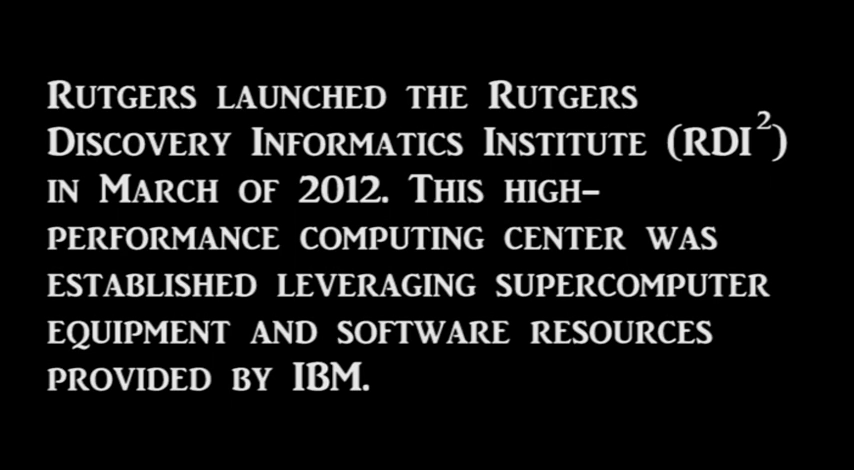 Rutgers launched the Rutgers
Discovery Informatics Institute (RDI²)
in March of 2012. This high-
performance computing center was
established leveraging supercomputer
equipment and software resources
provided by IBM.